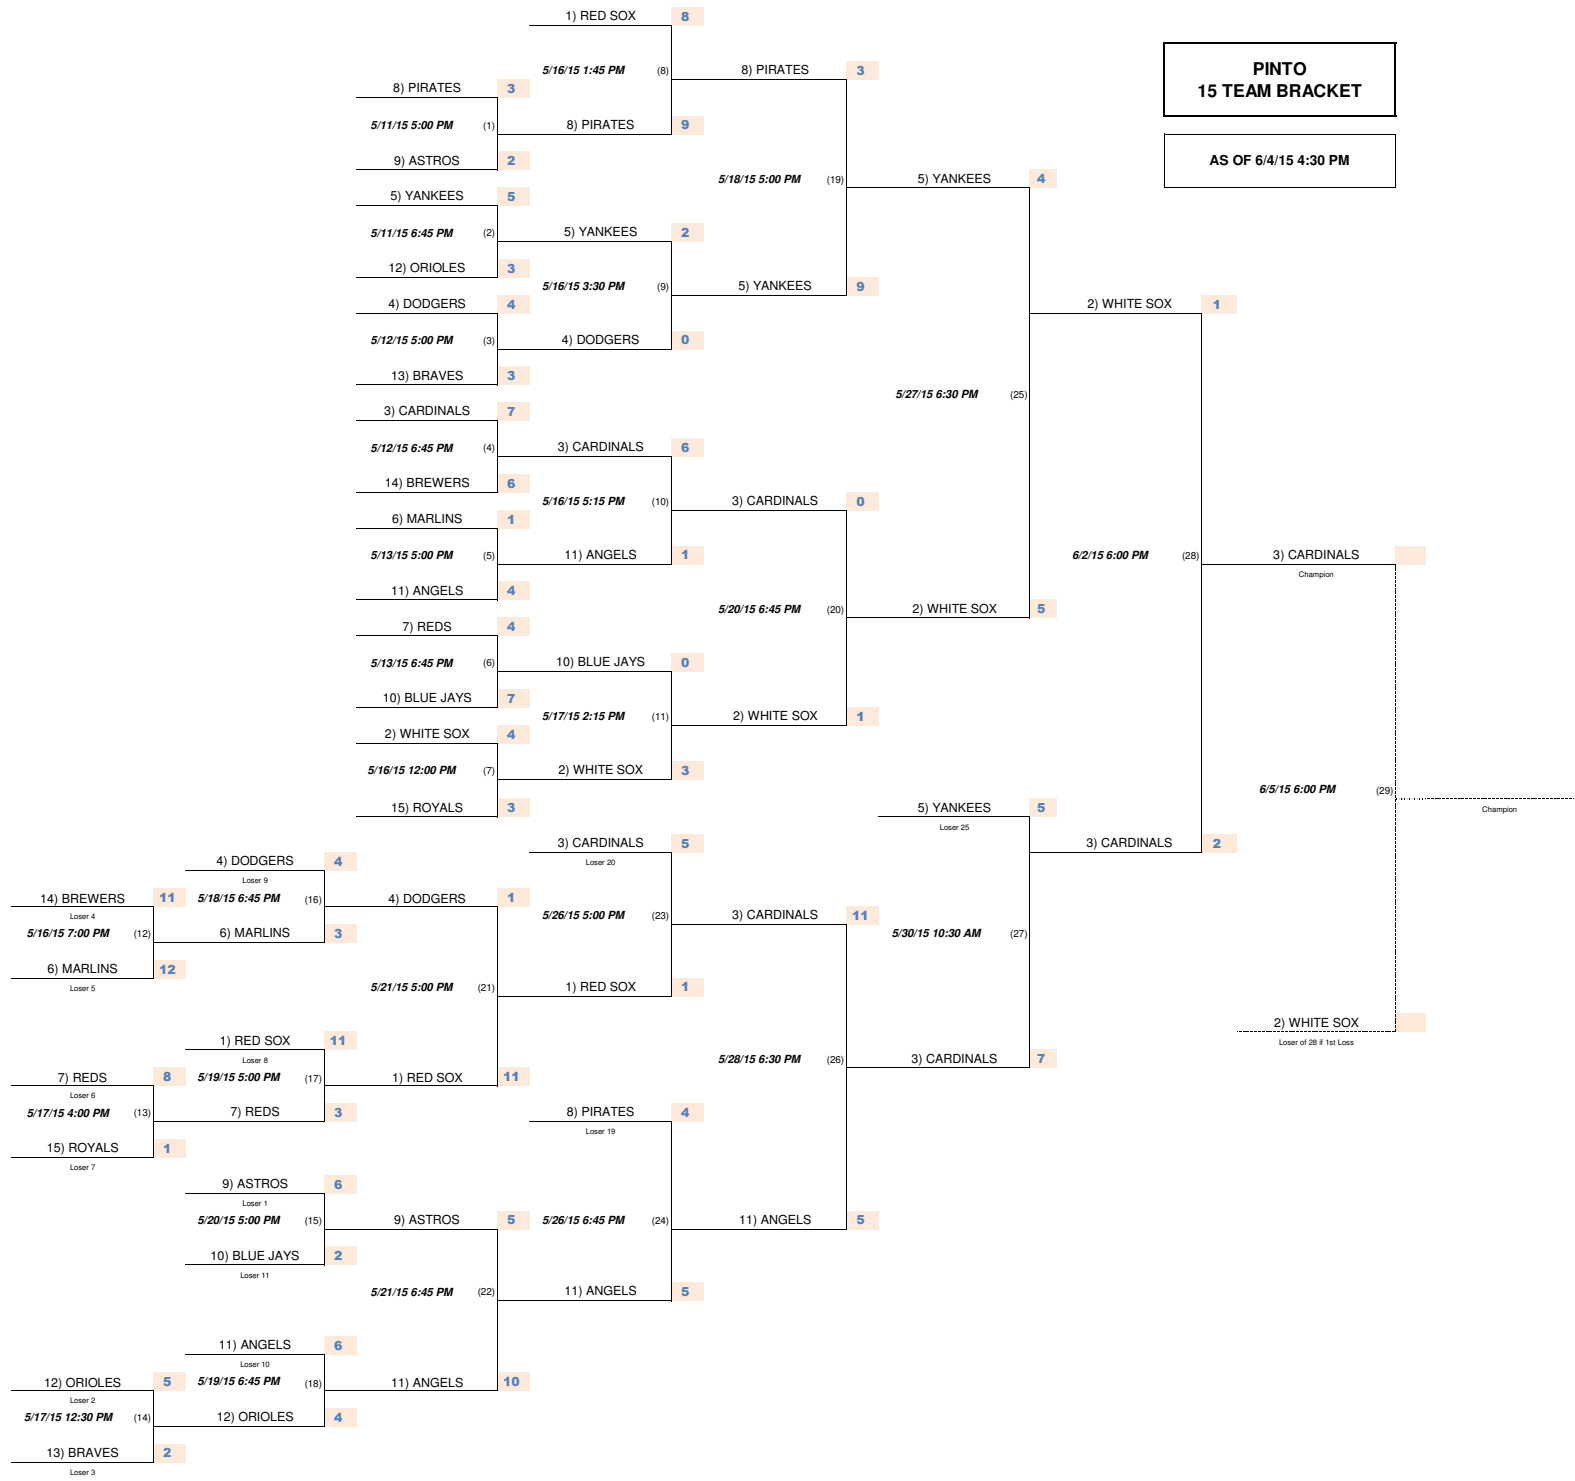 1) RED SOX 8
5/16/15 1:45 PM (8) 8) PIRATES 3
PINTO
15 TEAM BRACKET
8) PIRATES 3
5/11/15 5:00 PM (1) 8) PIRATES 9
9) ASTROS 2
AS OF 6/4/15 4:30 PM
5/18/15 5:00 PM (19) 5) YANKEES 4
5) YANKEES 5
5/11/15 6:45 PM (2) 5) YANKEES 2
12) ORIOLES 3
5/16/15 3:30 PM (9) 5) YANKEES 9
4) DODGERS 4
2) WHITE SOX 1
5/12/15 5:00 PM (3) 4) DODGERS 0
13) BRAVES 3
5/27/15 6:30 PM (25)
3) CARDINALS 7
5/12/15 6:45 PM (4) 3) CARDINALS 6
14) BREWERS 6
5/16/15 5:15 PM (10) 3) CARDINALS 0
6) MARLINS 1
5/13/15 5:00 PM (5) 11) ANGELS 1
6/2/15 6:00 PM (28) 3) CARDINALS
Champion
11) ANGELS 4
5/20/15 6:45 PM (20) 2) WHITE SOX 5
7) REDS 4
5/13/15 6:45 PM (6) 10) BLUE JAYS 0
10) BLUE JAYS 7
5/17/15 2:15 PM (11) 2) WHITE SOX 1
2) WHITE SOX 4
5/16/15 12:00 PM (7) 2) WHITE SOX 3
6/5/15 6:00 PM (29)
Champion
15) ROYALS 3
5) YANKEES 5
Loser 25
3) CARDINALS 5
Loser 20
3) CARDINALS 2
4) DODGERS 4
Loser 9
14) BREWERS 11
Loser 4
5/18/15 6:45 PM (16) 4) DODGERS 1
5/26/15 5:00 PM (23) 3) CARDINALS 11
5/16/15 7:00 PM (12) 6) MARLINS 3
5/30/15 10:30 AM (27)
6) MARLINS 12
Loser 5
5/21/15 5:00 PM (21) 1) RED SOX 1
2) WHITE SOX
Loser of 28 if 1st Loss
1) RED SOX 11
Loser 8
5/28/15 6:30 PM (26) 3) CARDINALS 7
7) REDS 8
Loser 6
5/19/15 5:00 PM (17) 1) RED SOX 11
5/17/15 4:00 PM (13) 7) REDS 3
8) PIRATES 4
Loser 19
15) ROYALS 1
Loser 7
9) ASTROS 6
Loser 1
5/20/15 5:00 PM (15) 9) ASTROS 5
5/26/15 6:45 PM (24) 11) ANGELS 5
10) BLUE JAYS 2
Loser 11
5/21/15 6:45 PM (22) 11) ANGELS 5
11) ANGELS 6
Loser 10
12) ORIOLES 5
Loser 2
5/19/15 6:45 PM (18) 11) ANGELS 10
5/17/15 12:30 PM (14) 12) ORIOLES 4
13) BRAVES 2
Loser 3